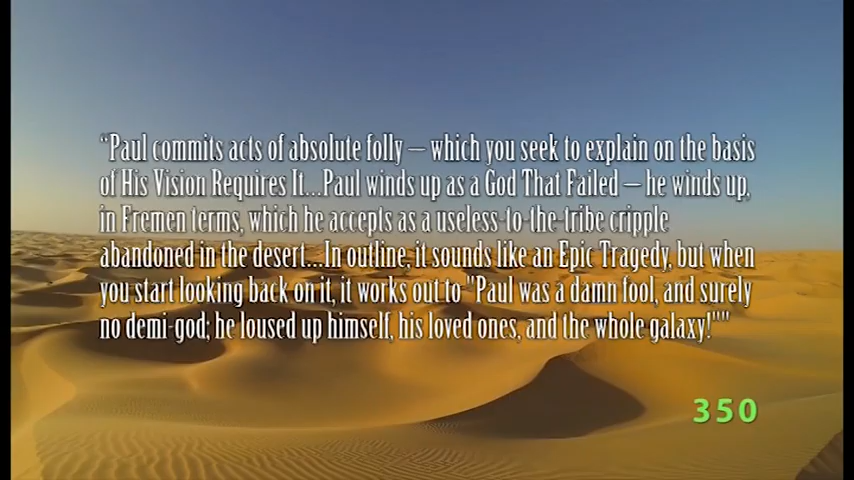 “Paul commits acts of absolute folly – which you seek to explain on the basis
of His Vision Requires It...Paul winds up as a God That Failed – he winds up,
in Fremen terms, which he accepts as a useless-to-the-tribe cripple
abandoned in the desert...In outline, it sounds like an Epic Tragedy, but when
you start looking back on it, it works out to "Paul was a damn fool, and surely
no demi-god; he loused up himself, his loved ones, and the whole galaxy!""
350